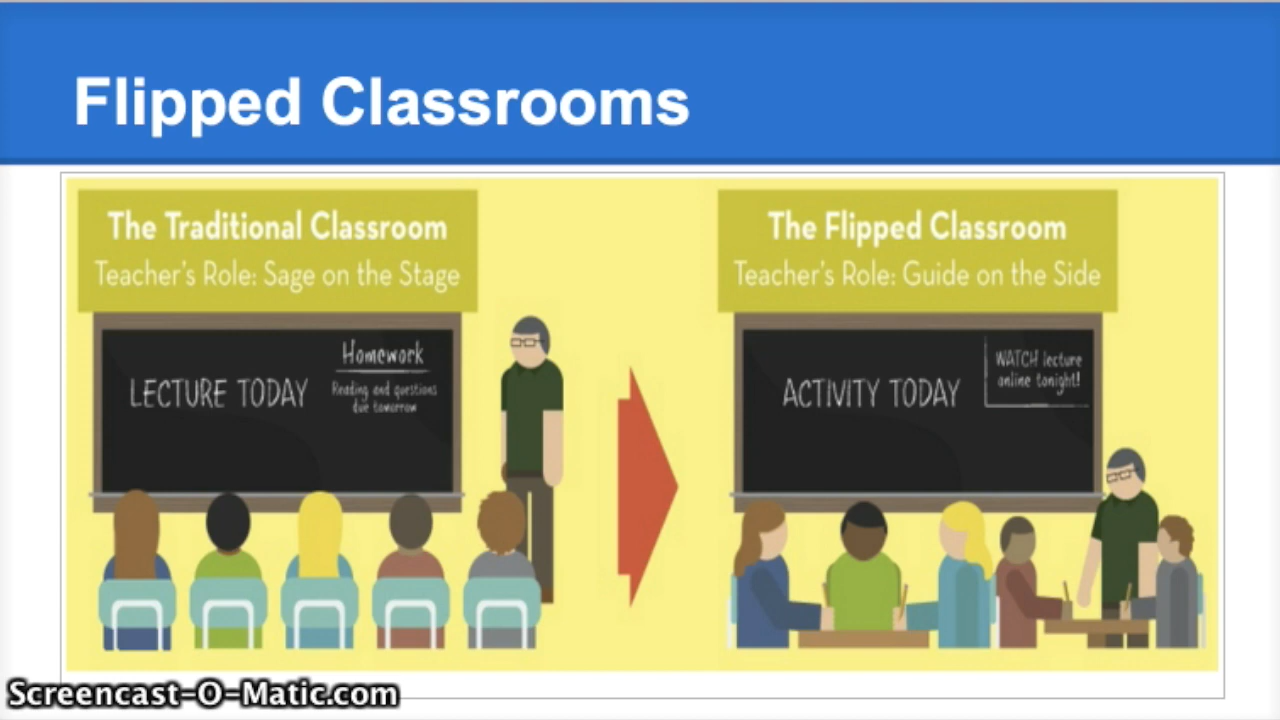 Flipped Classrooms
The Traditional Classroom
Teacher's Role: Sage on the Stage
LECTURE TODAY
Homework
Reading and questions
due tomorrow
The Flipped Classroom
Teacher's Role: Guide on the Side
ACTIVITY TODAY
WATCH lecture
online tonight!
Screencast-O-Matic.com